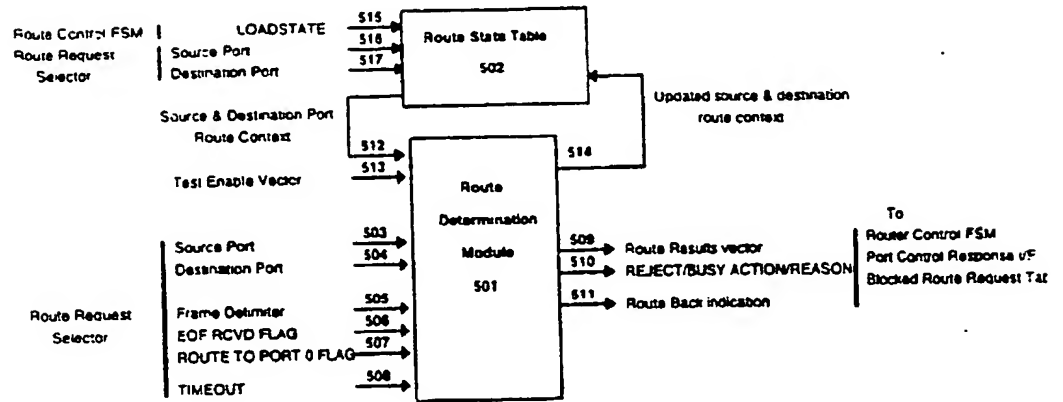 515
Route Control FSM
LOADSTATE
Route State Table
516
Route Request
Selector
Source Port
517
Destination Port
502
Source & Destination Port
Route Context
Updated source & destination
route context
512
514
513
Test Enable Vector
Route
Determination
Module
501
503
Source Port
504
Destination Port
505
Frame Delimiter
506
EOF RCVD FLAG
507
ROUTE TO PORT 0 FLAG
508
TIMEOUT
Route Request
Selector
509
Route Results vector
510
REJECT/BUSY ACTION/REASON
511
Route Back indication
To
Router Control FSM
Port Control Response I/F
Blocked Route Request Tab